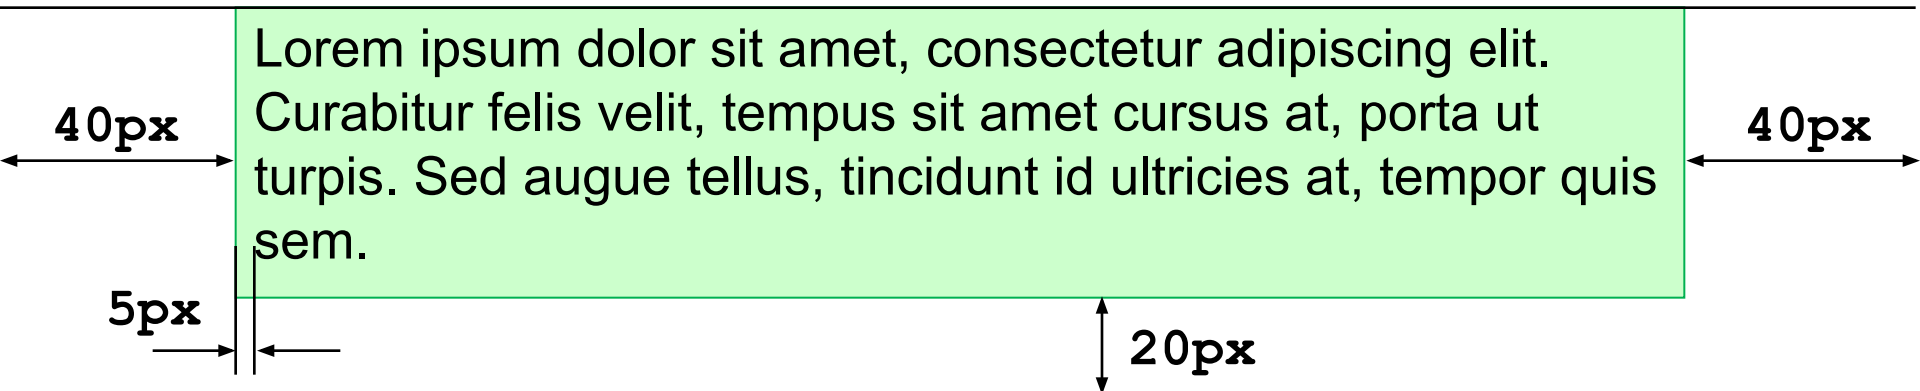 Lorem ipsum dolor sit amet, consectetur adipiscing elit.
Curabitur felis velit, tempus sit amet cursus at, porta ut
turpis. Sed augue tellus, tincidunt id ultricies at, tempor quis
sem.
40px
40px
5px
20px